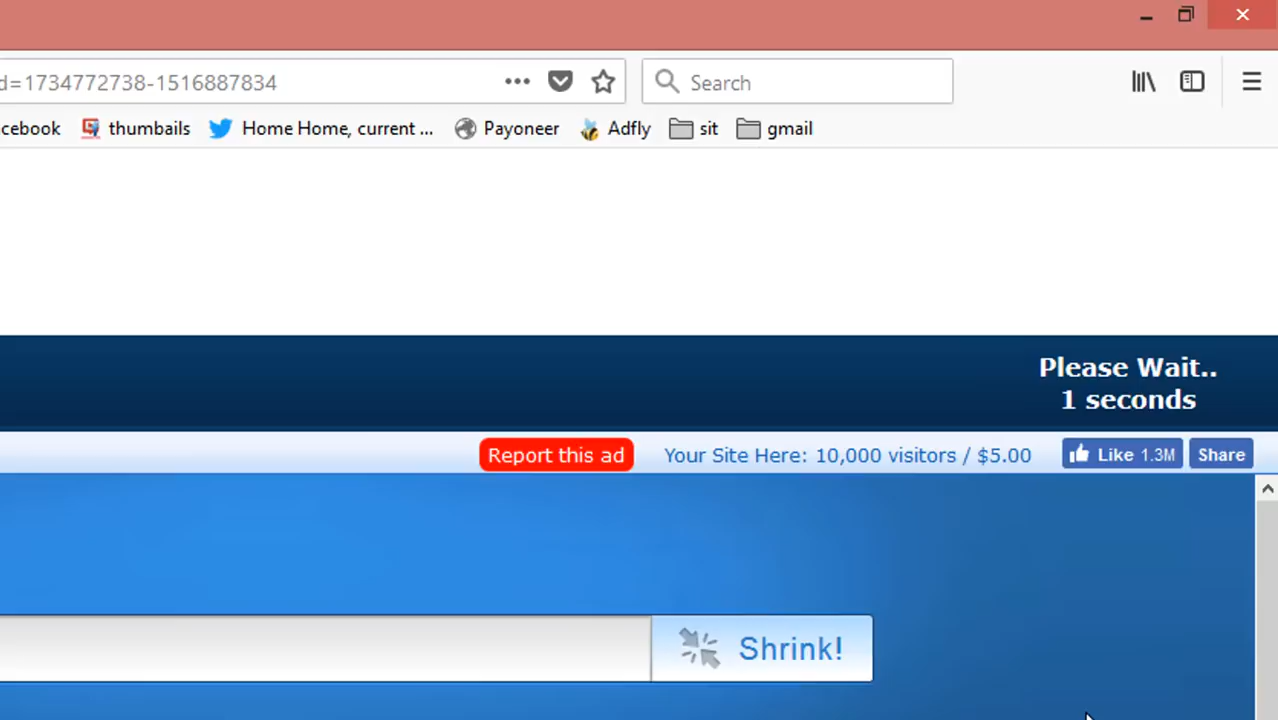 d=1734772738-1516887834
Search
cebook thumbails Home Home, current ... Payoneer Adfly sit gmail
Please Wait..
1 seconds
Report this ad Your Site Here: 10,000 visitors / $5.00 Like 1.3M Share
Shrink!